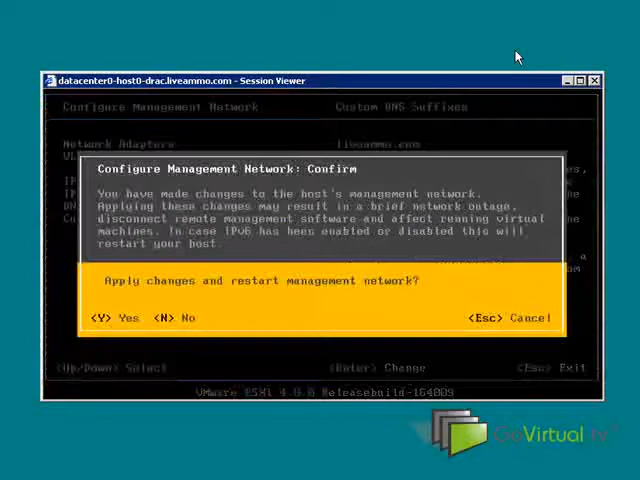 datacenter0-host0-drac.liveammo.com - Session Viewer
Configure Management Network
Custom DNS Suffixes
Network Adapters
liveammo.com
Configure Management Network: Confirm
You have made changes to the host's management network.
Applying these changes may result in a brief network outage,
disconnect remote management software and affect running virtual
machines. In case IPv6 has been enabled or disabled this will
restart your host.
Apply changes and restart management network?
<Y> Yes <N> No <Esc> Cancel
<Up/Down> Select <Enter> Change <Esc> Exit
VMware ESXi 4.0.0 Releasebuild-164009
GoVirtual.tv